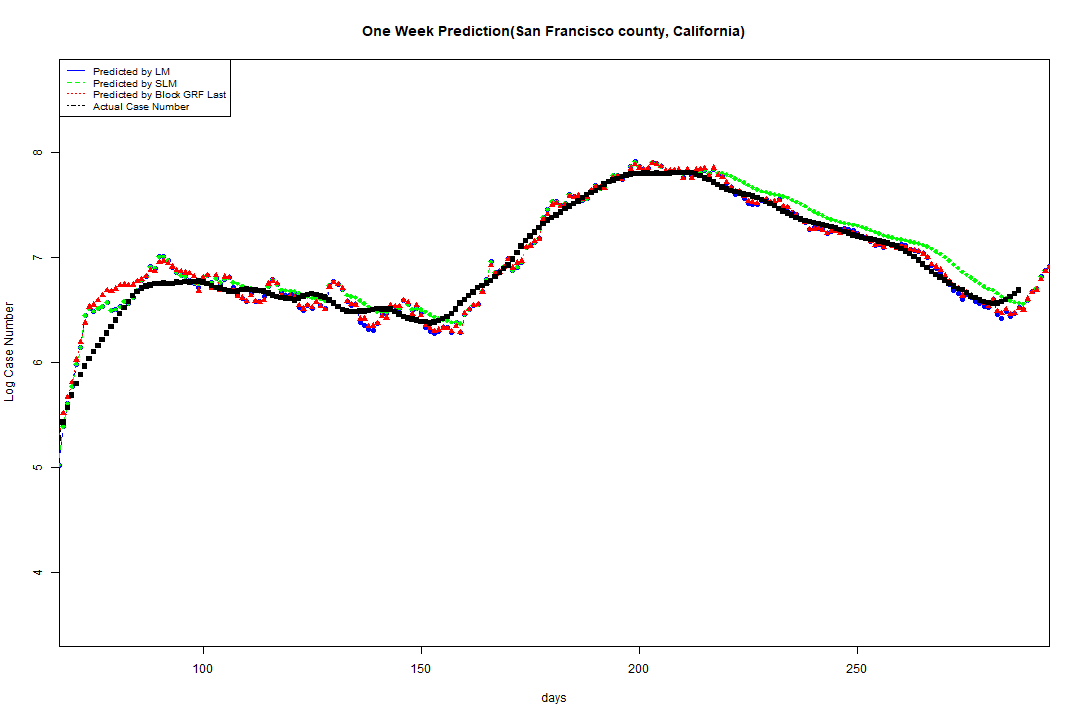 One Week Prediction(San Francisco county, California)
Predicted by LM
Predicted by SLM
Predicted by Block GRF Last
Actual Case Number
8
7
6
5
4
Log Case Number
100 150 200 250
days